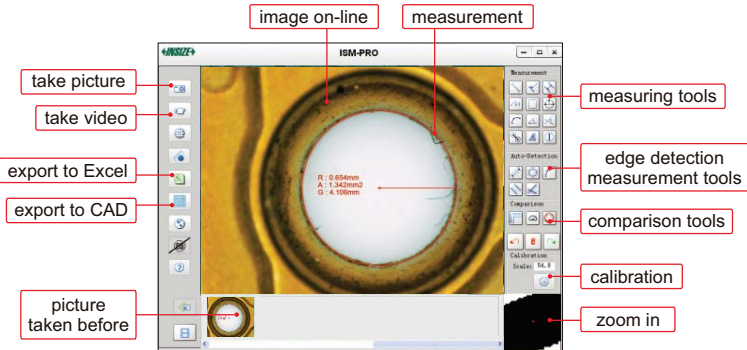 image on-line
measurement
INSIZE
ISM-PRO
take picture
take video
export to Excel
export to CAD
picture
taken before
R : 0.654mm
A : 1.342mm2
G : 4.106mm
Measurement
Auto-Detection
Comparison
Calibration
Scale: 54.8
measuring tools
edge detection
measurement tools
comparison tools
calibration
zoom in